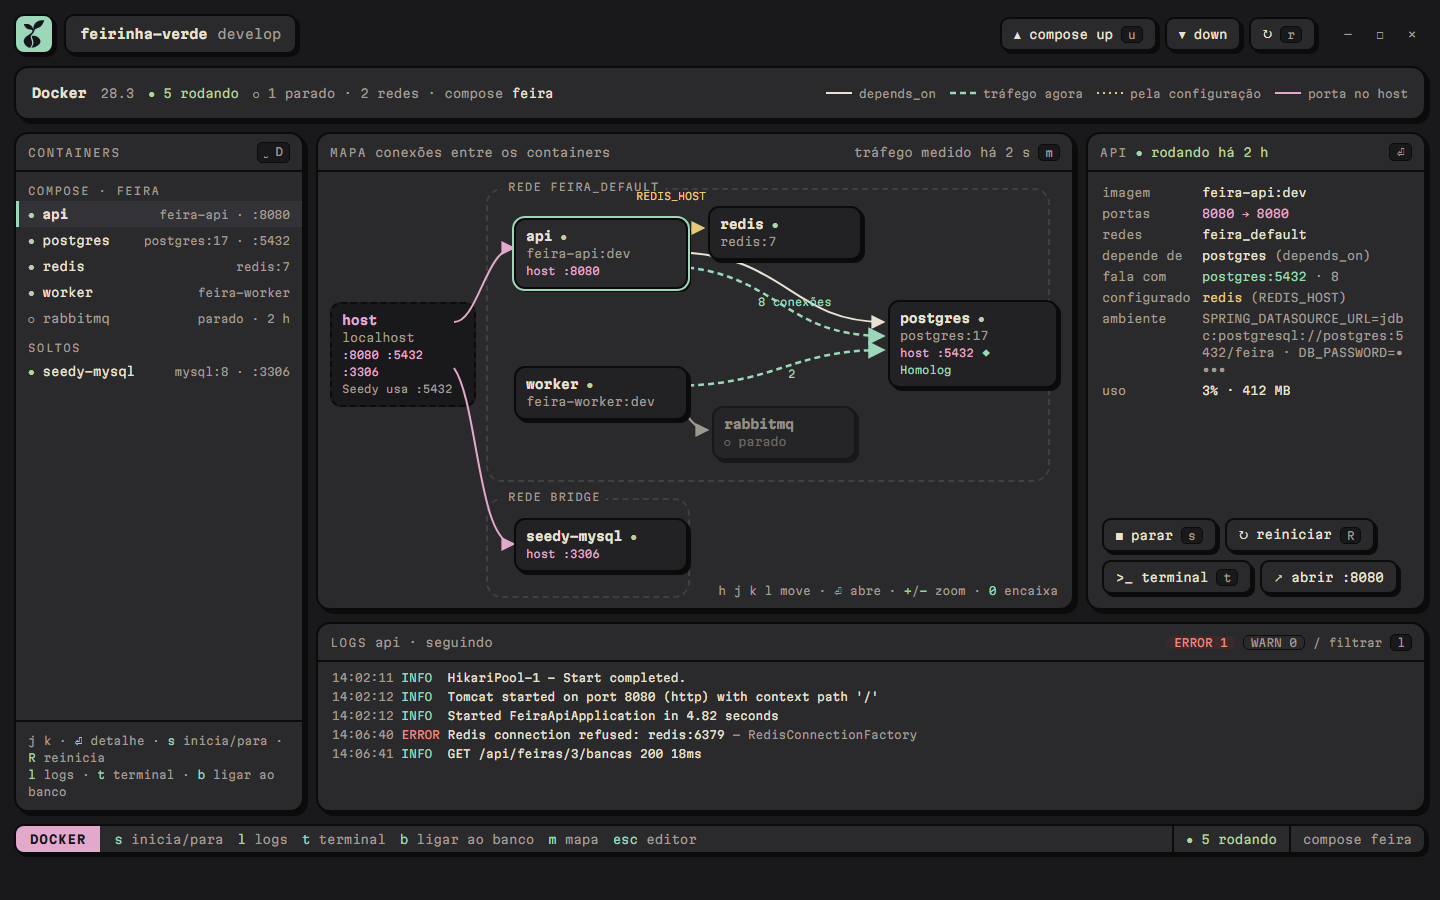 feirinha-verde develop
▲ compose up u
▼ down
↻ r
Docker 28.3 ● 5 rodando ○ 1 parado · 2 redes · compose feira
depends_on tráfego agora pela configuração porta no host
CONTAINERS ␣ D
COMPOSE · FEIRA
● api feira-api · :8080
● postgres postgres:17 · :5432
● redis redis:7
● worker feira-worker
○ rabbitmq parado · 2 h
SOLTOS
● seedy-mysql mysql:8 · :3306
j k · ⏎ detalhe · s inicia/para ·
R reinicia
l logs · t terminal · b ligar ao
banco
MAPA conexões entre os containers tráfego medido há 2 s m
REDE FEIRA_DEFAULT
REDIS_HOST
api ●
feira-api:dev
host :8080
redis ●
redis:7
8 conexões
host
localhost
:8080 :5432
:3306
Seedy usa :5432
postgres ●
postgres:17
host :5432 ◆
Homolog
worker ●
feira-worker:dev
2
rabbitmq
○ parado
REDE BRIDGE
seedy-mysql ●
host :3306
h j k l move · ⏎ abre · +/− zoom · 0 encaixa
API ● rodando há 2 h ⏎
imagem feira-api:dev
portas 8080 → 8080
redes feira_default
depende de postgres (depends_on)
fala com postgres:5432 · 8
configurado redis (REDIS_HOST)
ambiente SPRING_DATASOURCE_URL=jdb
c:postgresql://postgres:5
432/feira · DB_PASSWORD=•
•••
uso 3% · 412 MB
■ parar s
↻ reiniciar R
>_ terminal t
↗ abrir :8080
LOGS api · seguindo ERROR 1 WARN 0 / filtrar l
14:02:11 INFO HikariPool-1 – Start completed.
14:02:12 INFO Tomcat started on port 8080 (http) with context path '/'
14:02:12 INFO Started FeiraApiApplication in 4.82 seconds
14:06:40 ERROR Redis connection refused: redis:6379 — RedisConnectionFactory
14:06:41 INFO GET /api/feiras/3/bancas 200 18ms
DOCKER s inicia/para l logs t terminal b ligar ao banco m mapa esc editor ● 5 rodando compose feira